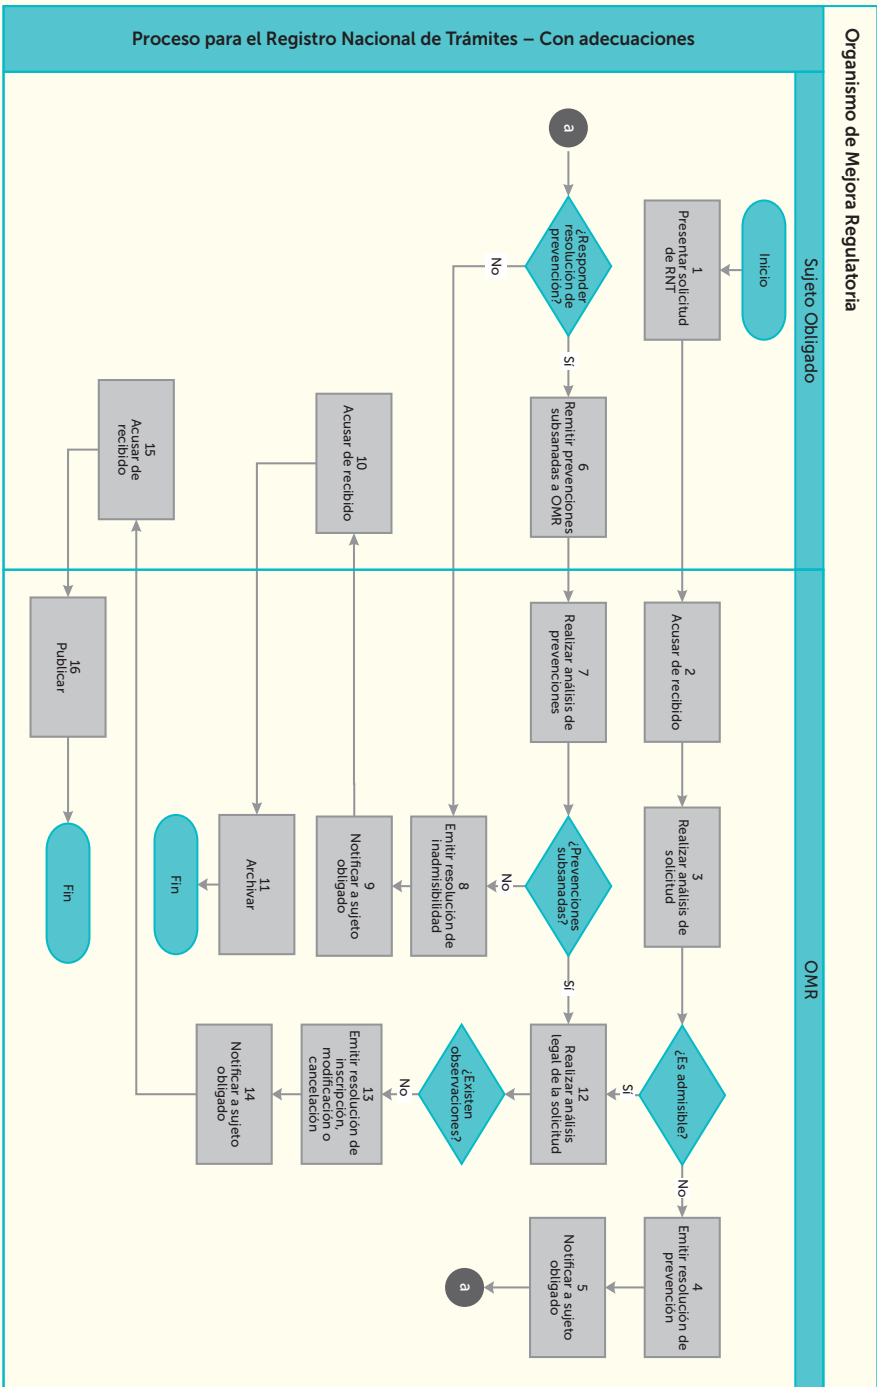 Organismo de Mejora Regulatoria
Proceso para el Registro Nacional de Trámites – Con adecuaciones
Sujeto Obligado
OMR
Inicio
1
Presentar solicitud
de RNT
2
Acusar de recibido
3
Realizar análisis de
solicitud
¿Es admisible?
No
Sí
4
Emitir resolución de
prevención
5
Notificar a sujeto
obligado
a
a
¿Responder
resolución de
prevención?
Sí
No
6
Remitir prevenciones
subsanadas a OMR
7
Realizar análisis de
prevenciones
¿Prevenciones
subsanadas?
Sí
No
12
Realizar análisis
legal de la solicitud
¿Existen
observaciones?
No
8
Emitir resolución de
inadmisibilidad
9
Notificar a sujeto
obligado
10
Acusar de recibido
11
Archivar
Fin
13
Emitir resolución de
inscripción,
modificación o
cancelación
14
Notificar a sujeto
obligado
15
Acusar de
recibido
16
Publicar
Fin